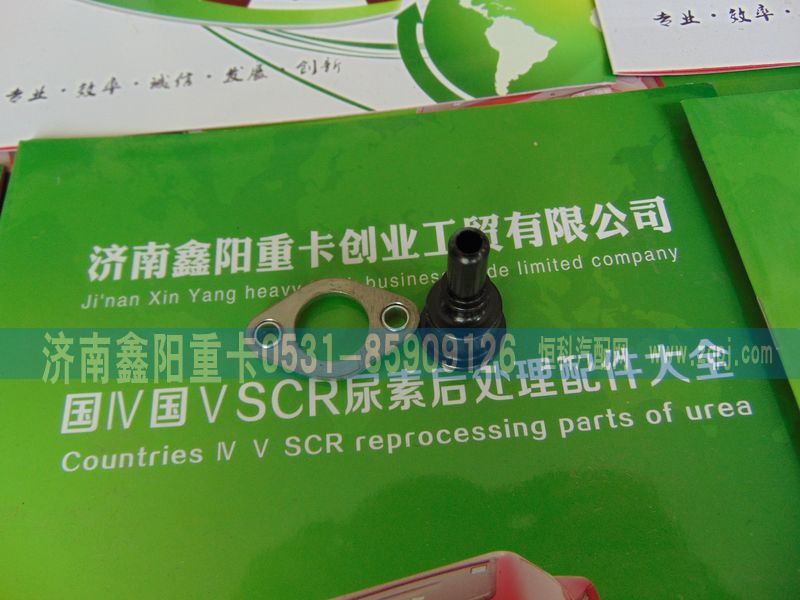 专业·效率·诚信·发展·创新
专业·效率·
济南鑫阳重卡创业工贸有限公司
Ji'nan Xin Yang heavy business limited company
济南鑫阳重卡0531-85909126 恒科汽配网
国Ⅳ国ⅤSCR尿素后处理配件大全
Countries Ⅳ Ⅴ SCR reprocessing parts of urea